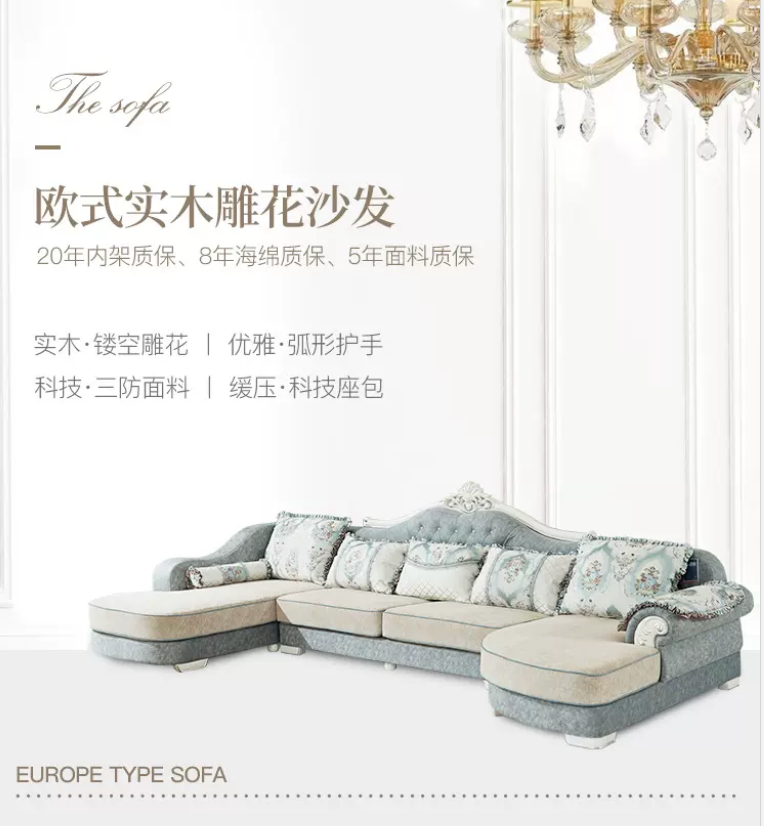 The sofa
欧式实木雕花沙发
20年内架质保、8年海绵质保、5年面料质保
实木·镂空雕花 | 优雅·弧形护手
科技·三防面料 | 缓压·科技座包
EUROPE TYPE SOFA